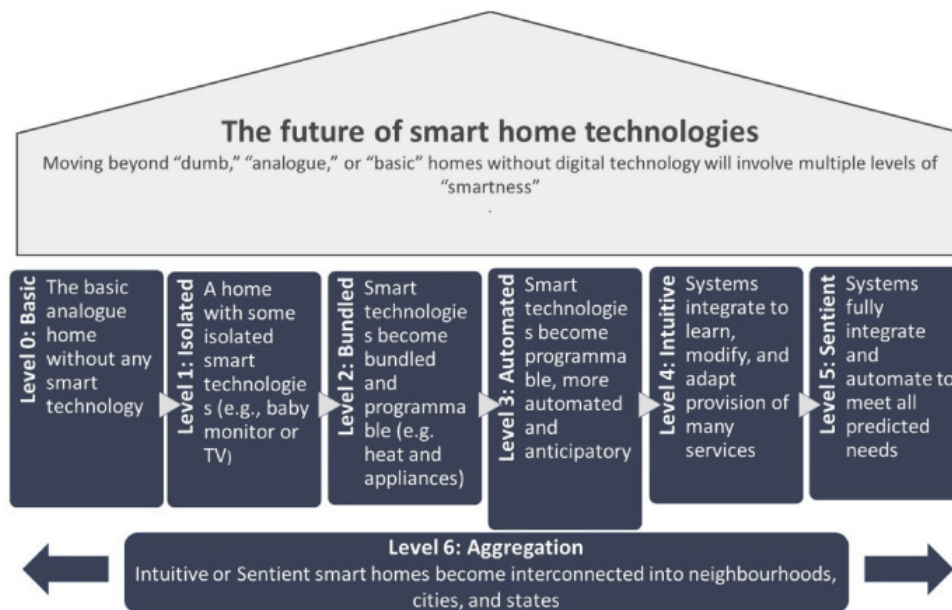 The future of smart home technologies
Moving beyond “dumb,” “analogue,” or “basic” homes without digital technology will involve multiple levels of
“smartness”
.
Level 0: Basic
The basic
analogue
home
without any
smart
technology
Level 1: Isolated
A home
with some
isolated
smart
technologie
s (e.g., baby
monitor or
TV)
Level 2: Bundled
Smart
technologie
s become
bundled
and
programma
ble (e.g.
heat and
appliances)
Level 3: Automated
Smart
technologie
s become
programma
ble, more
automated
and
anticipatory
Level 4: Intuitive
Systems
integrate to
learn,
modify, and
adapt
provision of
many
services
Level 5: Sentient
Systems
fully
integrate
and
automate to
meet all
predicted
needs
Level 6: Aggregation
Intuitive or Sentient smart homes become interconnected into neighbourhoods,
cities, and states